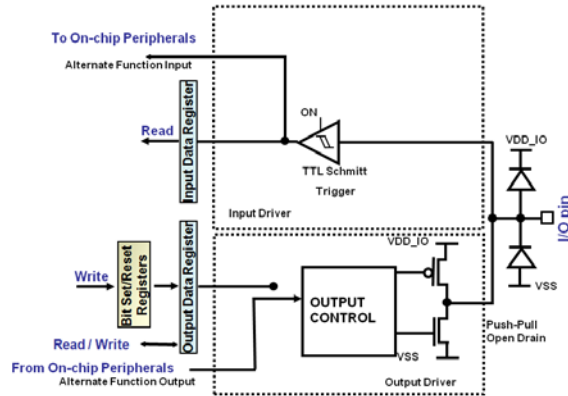 To On-chip Peripherals
Alternate Function Input
Read
Input Data Register
ON
TTL Schmitt
Trigger
Input Driver
VDD_IO
I/O pin
VSS
Write
Bit Set/Reset
Registers
Output Data Register
Read / Write
From On-chip Peripherals
Alternate Function Output
OUTPUT
CONTROL
VDD_IO
VSS
Push-Pull
Open Drain
Output Driver